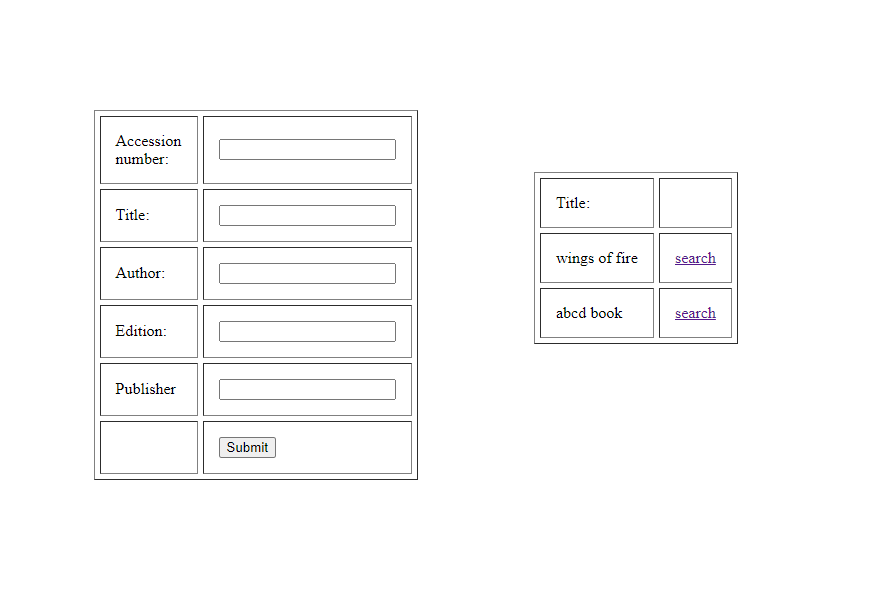 Accession
number:
Title:
Author:
Edition:
Publisher
Submit
Title:
wings of fire search
abcd book search